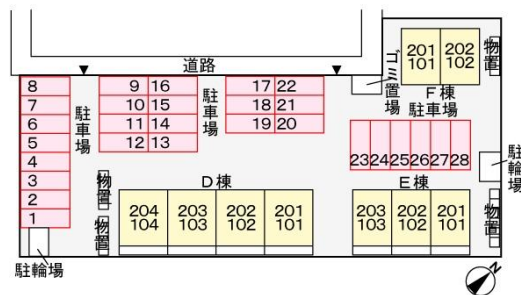 道路
ゴミ置場
201 202
101 102
物置
F棟
駐車場
8
7
6
5
4
3
2
1
駐車場
9 16
10 15
11 14
12 13
駐車場
17 22
18 21
19 20
23 24 25 26 27 28
駐輪場
物置
物置
D棟
204 203 202 201
104 103 102 101
E棟
203 202 201
103 102 101
物置
駐輪場
N